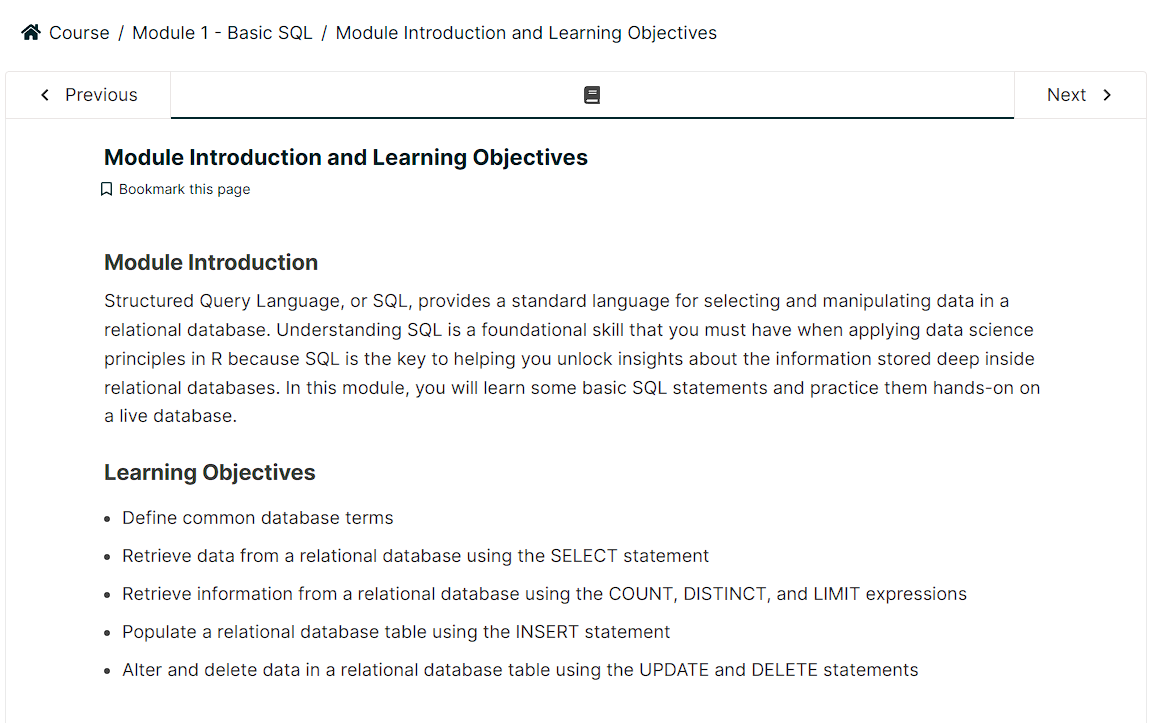 Course / Module 1 - Basic SQL / Module Introduction and Learning Objectives
Previous
Next
Module Introduction and Learning Objectives
Bookmark this page
Module Introduction
Structured Query Language, or SQL, provides a standard language for selecting and manipulating data in a
relational database. Understanding SQL is a foundational skill that you must have when applying data science
principles in R because SQL is the key to helping you unlock insights about the information stored deep inside
relational databases. In this module, you will learn some basic SQL statements and practice them hands-on on
a live database.
Learning Objectives
• Define common database terms
• Retrieve data from a relational database using the SELECT statement
• Retrieve information from a relational database using the COUNT, DISTINCT, and LIMIT expressions
• Populate a relational database table using the INSERT statement
• Alter and delete data in a relational database table using the UPDATE and DELETE statements